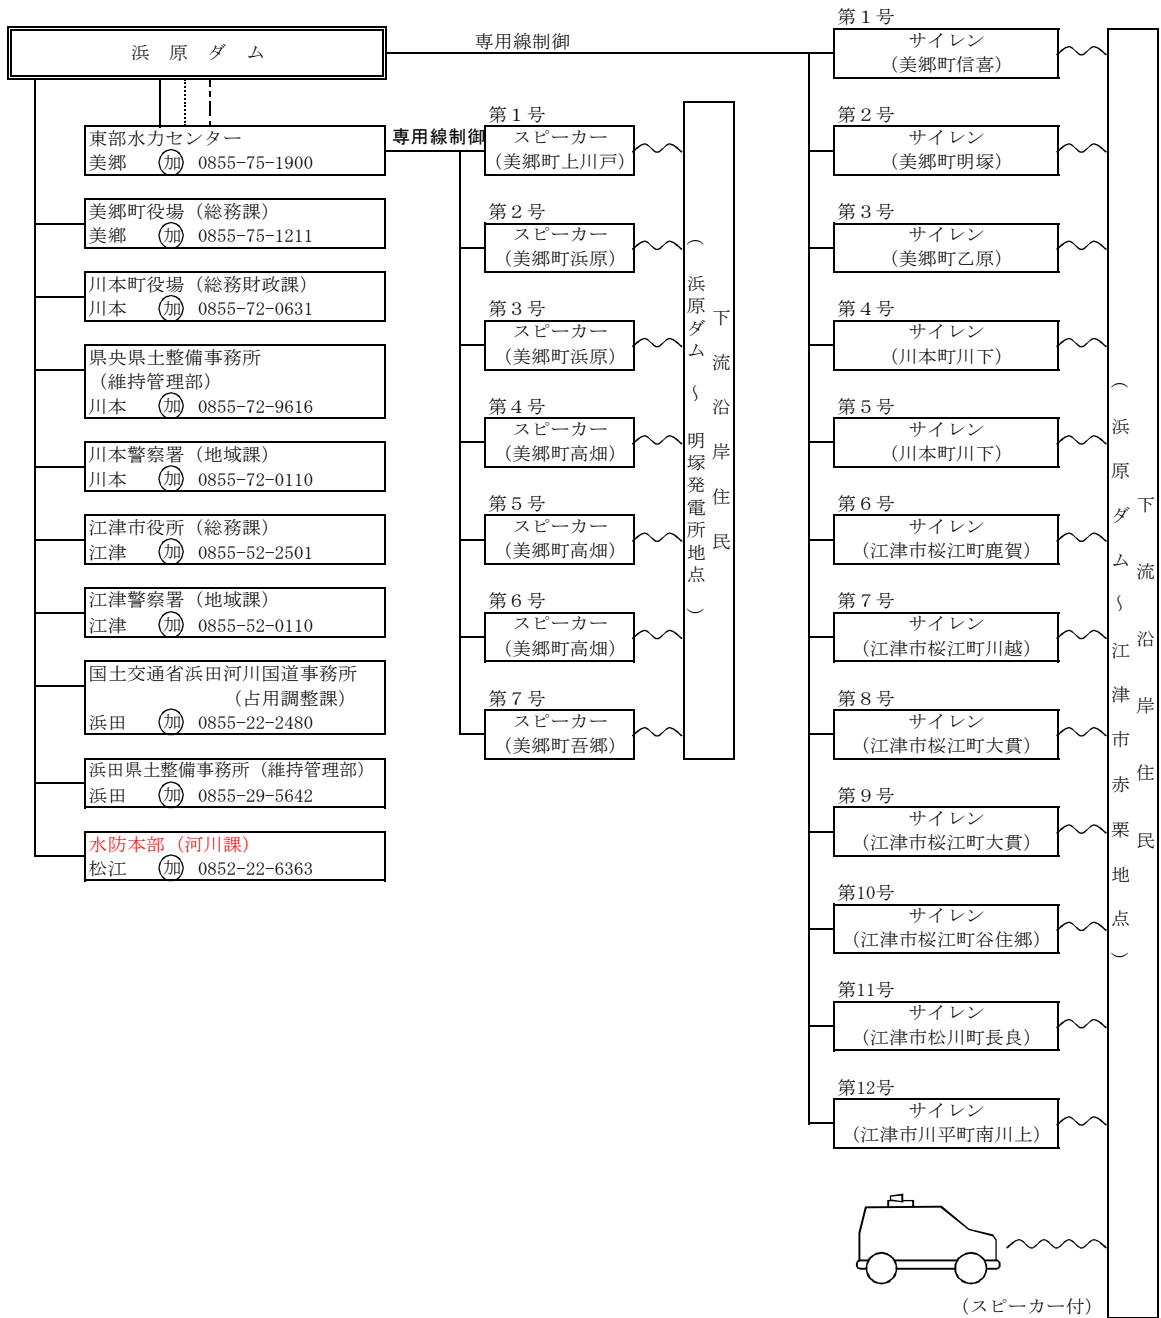 浜原ダム
専用線制御
東部水力センター
美郷 加 0855-75-1900
美郷町役場（総務課）
美郷 加 0855-75-1211
川本町役場（総務財政課）
川本 加 0855-72-0631
県央県土整備事務所
（維持管理部）
川本 加 0855-72-9616
川本警察署（地域課）
川本 加 0855-72-0110
江津市役所（総務課）
江津 加 0855-52-2501
江津警察署（地域課）
江津 加 0855-52-0110
国土交通省浜田河川国道事務所
（占用調整課）
浜田 加 0855-22-2480
浜田県土整備事務所（維持管理部）
浜田 加 0855-29-5642
水防本部（河川課）
松江 加 0852-22-6363
専用線制御
第１号
スピーカー
（美郷町上川戸）
第２号
スピーカー
（美郷町浜原）
第３号
スピーカー
（美郷町浜原）
第４号
スピーカー
（美郷町高畑）
第５号
スピーカー
（美郷町高畑）
第６号
スピーカー
（美郷町高畑）
第７号
スピーカー
（美郷町吾郷）
下流沿岸住民
（浜原ダム～明塚発電所地点）
第１号
サイレン
（美郷町信喜）
第２号
サイレン
（美郷町明塚）
第３号
サイレン
（美郷町乙原）
第４号
サイレン
（川本町川下）
第５号
サイレン
（川本町川下）
第６号
サイレン
（江津市桜江町鹿賀）
第７号
サイレン
（江津市桜江町川越）
第８号
サイレン
（江津市桜江町大貫）
第９号
サイレン
（江津市桜江町大貫）
第10号
サイレン
（江津市桜江町谷住郷）
第11号
サイレン
（江津市松川町長良）
第12号
サイレン
（江津市川平町南川上）
（スピーカー付）
下流沿岸住民
（浜原ダム～江津市赤栗地点）